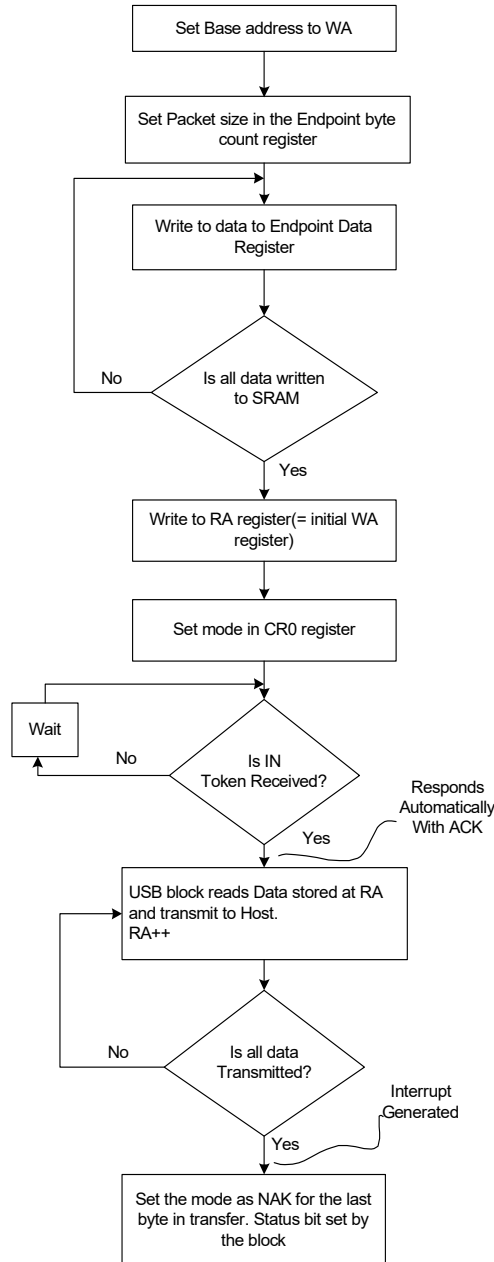 Set Base address to WA
Set Packet size in the Endpoint byte
count register
Write to data to Endpoint Data
Register
No
Is all data written
to SRAM
Yes
Write to RA register(= initial WA
register)
Set mode in CR0 register
Wait
No
Is IN
Token Received?
Responds
Automatically
With ACK
Yes
USB block reads Data stored at RA
and transmit to Host.
RA++
No
Is all data
Transmitted?
Interrupt
Generated
Yes
Set the mode as NAK for the last
byte in transfer. Status bit set by
the block